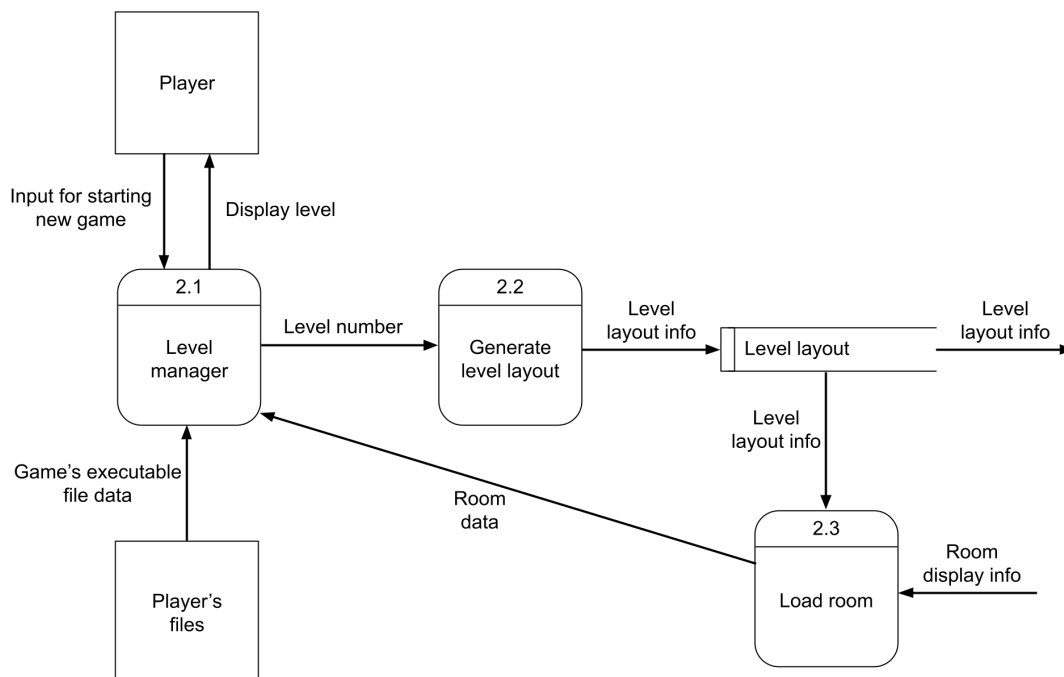 Player
Input for starting
new game
Display level
2.1
Level
manager
Level number
2.2
Generate
level layout
Level
layout info
Level layout
Level
layout info
Level
layout info
Game's executable
file data
Room
data
2.3
Load room
Room
display info
Player's
files